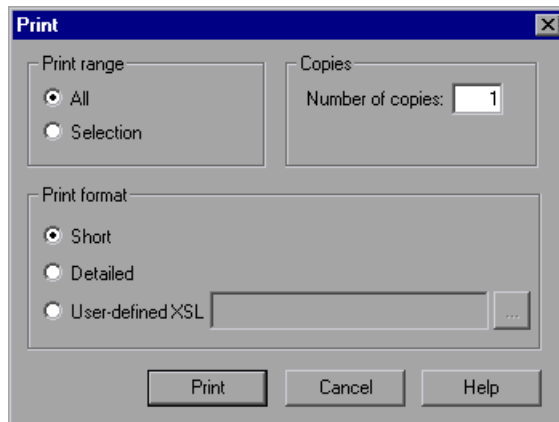 Print
Print range
All
Selection
Copies
Number of copies: 1
Print format
Short
Detailed
User-defined XSL ...
Print Cancel Help